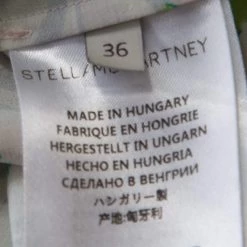 36
STELLA McCARTNEY
MADE IN HUNGARY
FABRIQUE EN HONGRIE
HERGESTELLT IN UNGARN
HECHO EN HUNGRIA
СДЕЛАНО В ВЕНГРИИ
ハンガリー製
产地:匈牙利